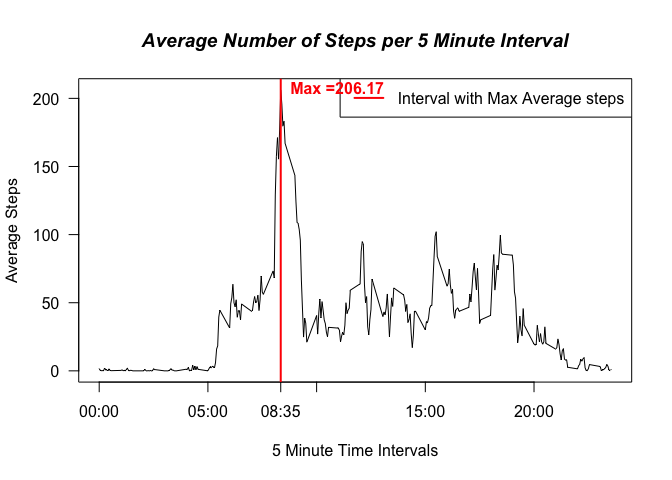 Average Number of Steps per 5 Minute Interval
Max =206.17
Interval with Max Average steps
Average Steps
200
150
100
50
0
00:00 05:00 08:35 15:00 20:00
5 Minute Time Intervals